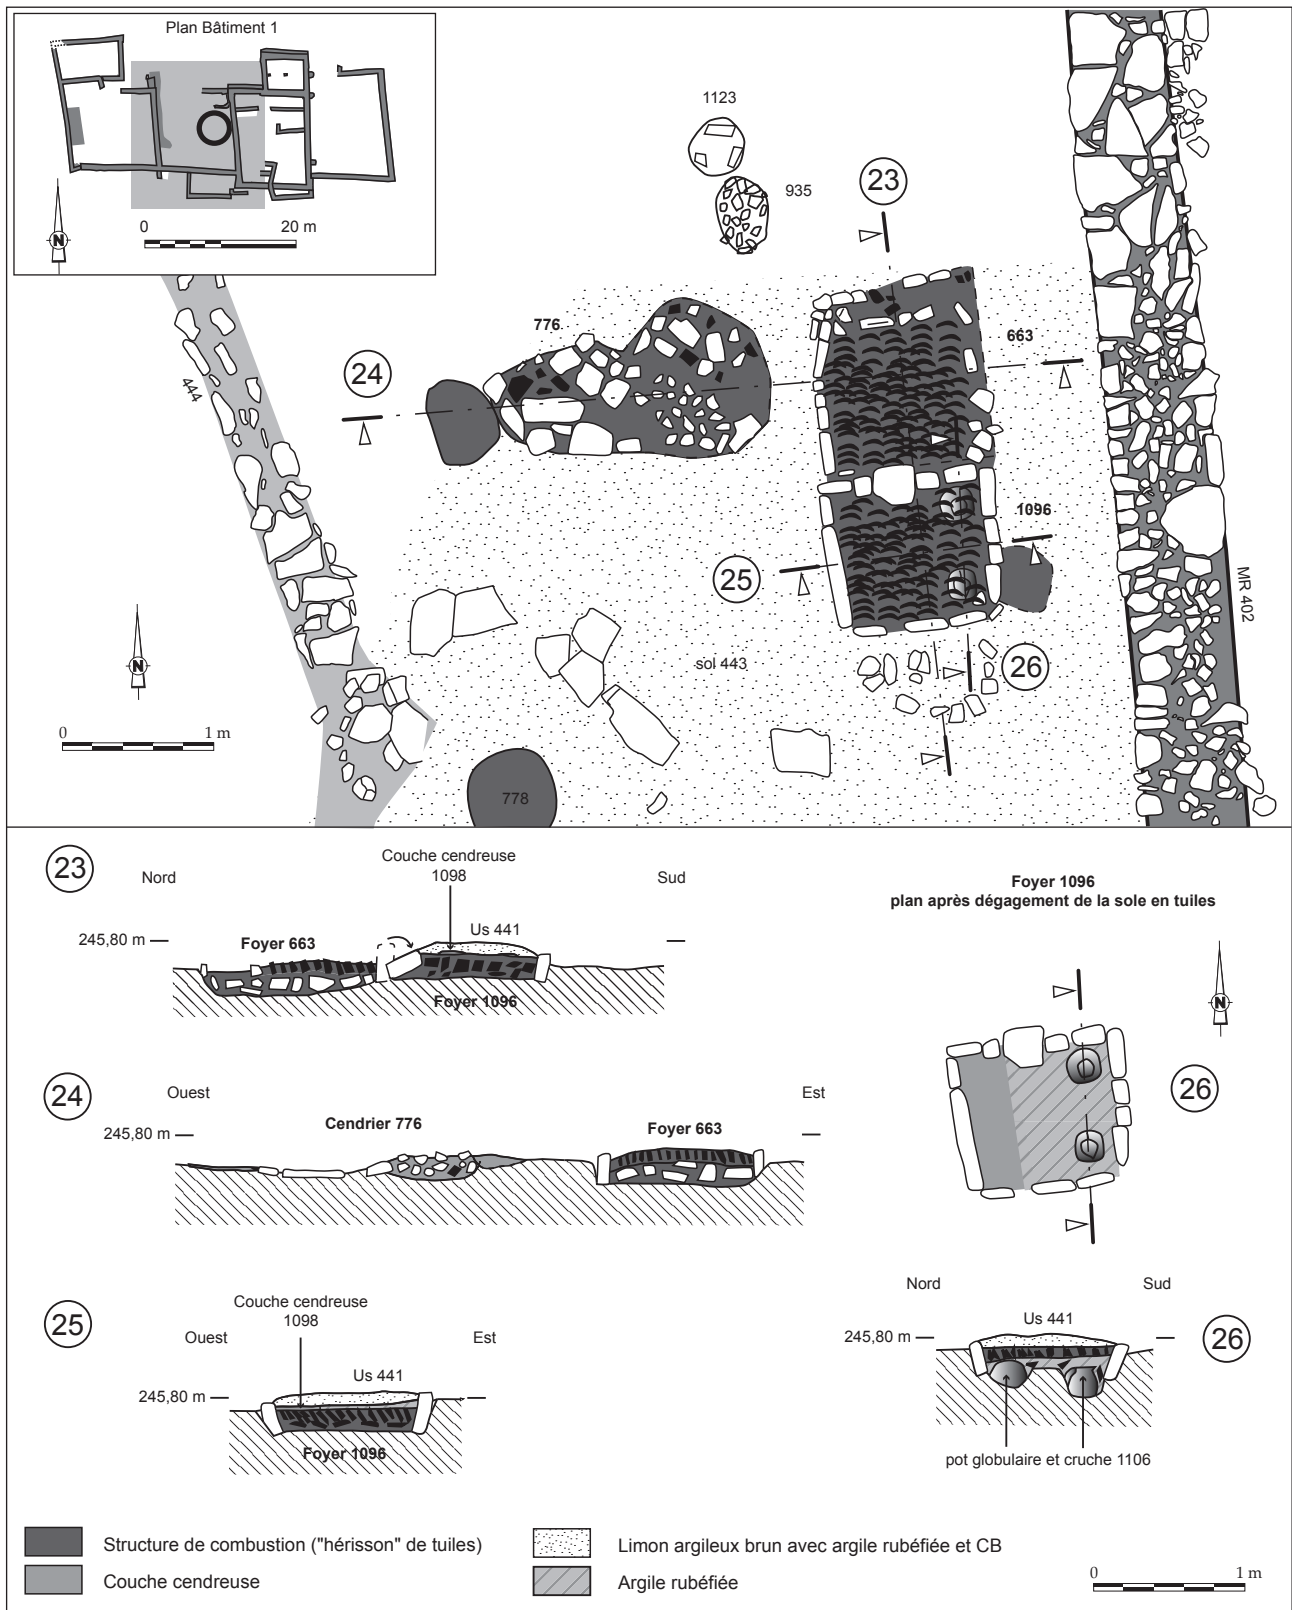 Plan Bâtiment 1
0 20 m
N
1123
935
23
776
663
24
444
1096
25
MR 402
sol 443
26
N
0 1 m
778
23
Nord
Couche cendreuse
1098
Sud
245,80 m
Us 441
Foyer 663
Foyer 1096
Foyer 1096
plan après dégagement de la sole en tuiles
N
26
24
Ouest
Est
245,80 m
Cendrier 776
Foyer 663
25
Couche cendreuse
1098
Ouest
Est
Us 441
245,80 m
Foyer 1096
Nord
Sud
Us 441
245,80 m
26
pot globulaire et cruche 1106
Structure de combustion ("hérisson" de tuiles)
Couche cendreuse
Limon argileux brun avec argile rubéfiée et CB
Argile rubéfiée
0 1 m